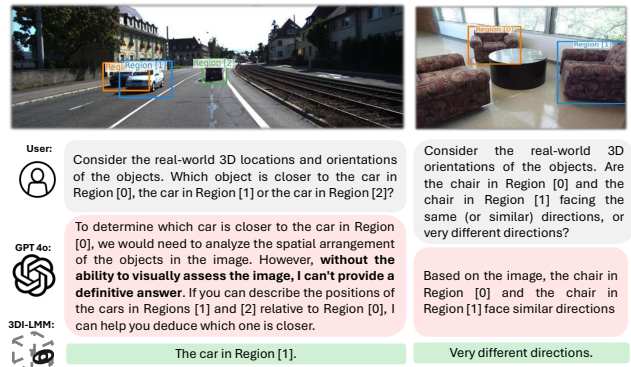 Region [1]
Region [2]
Region [0]
Region [1]
User:
Consider the real-world 3D locations and orientations
of the objects. Which object is closer to the car in
Region [0], the car in Region [1] or the car in Region [2]?
Consider the real-world 3D
orientations of the objects. Are
the chair in Region [0] and the
chair in Region [1] facing the
same (or similar) directions, or
very different directions?
GPT 4o:
To determine which car is closer to the car in Region
[0], we would need to analyze the spatial arrangement
of the objects in the image. However, without the
ability to visually assess the image, I can't provide a
definitive answer. If you can describe the positions of
the cars in Regions [1] and [2] relative to Region [0], I
can help you deduce which one is closer.
Based on the image, the chair in
Region [0] and the chair in
Region [1] face similar directions
3DI-LMM:
The car in Region [1].
Very different directions.